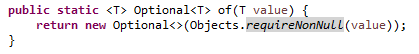 public static <T> Optional<T> of(T value) {
return new Optional<>(Objects.requireNonNull(value));
}